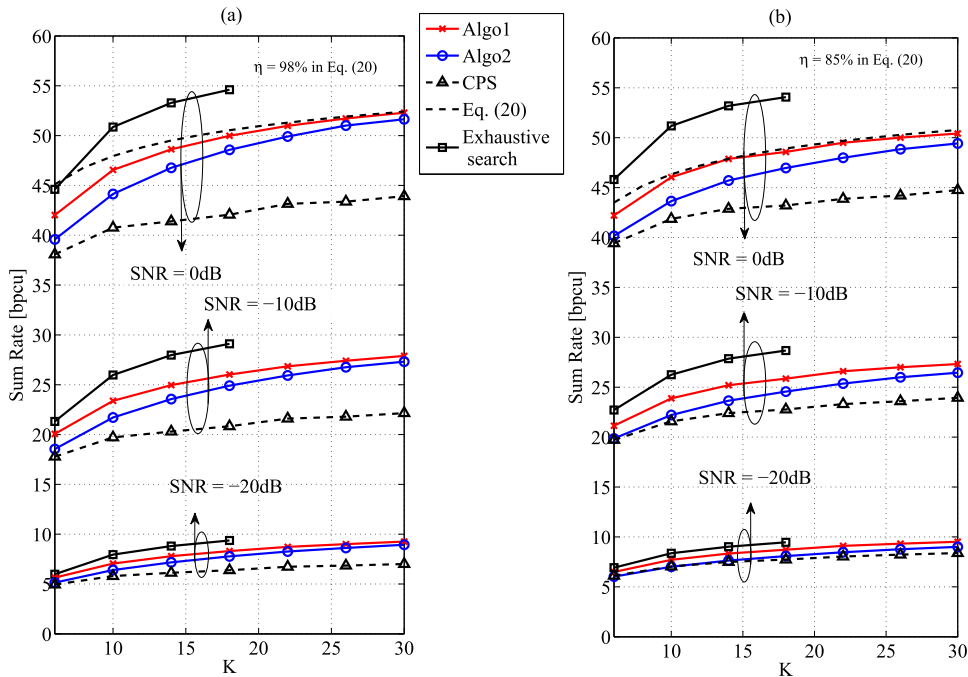 (a)
60
55
50
45
40
35
30
25
20
15
10
5
0
Sum Rate [bpcu]
10
15
20
25
30
K
η = 98% in Eq. (20)
SNR = 0dB
SNR = −10dB
SNR = −20dB
Algo1
Algo2
CPS
Eq. (20)
Exhaustive
search
(b)
60
55
50
45
40
35
30
25
20
15
10
5
0
Sum Rate [bpcu]
10
15
20
25
30
K
η = 85% in Eq. (20)
SNR = 0dB
SNR = −10dB
SNR = −20dB